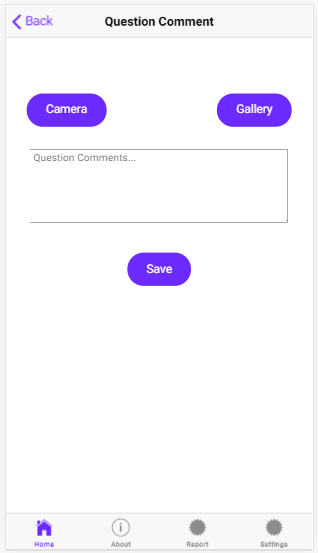 Back Question Comment
Camera Gallery
Question Comments...
Save
Home About Report Settings